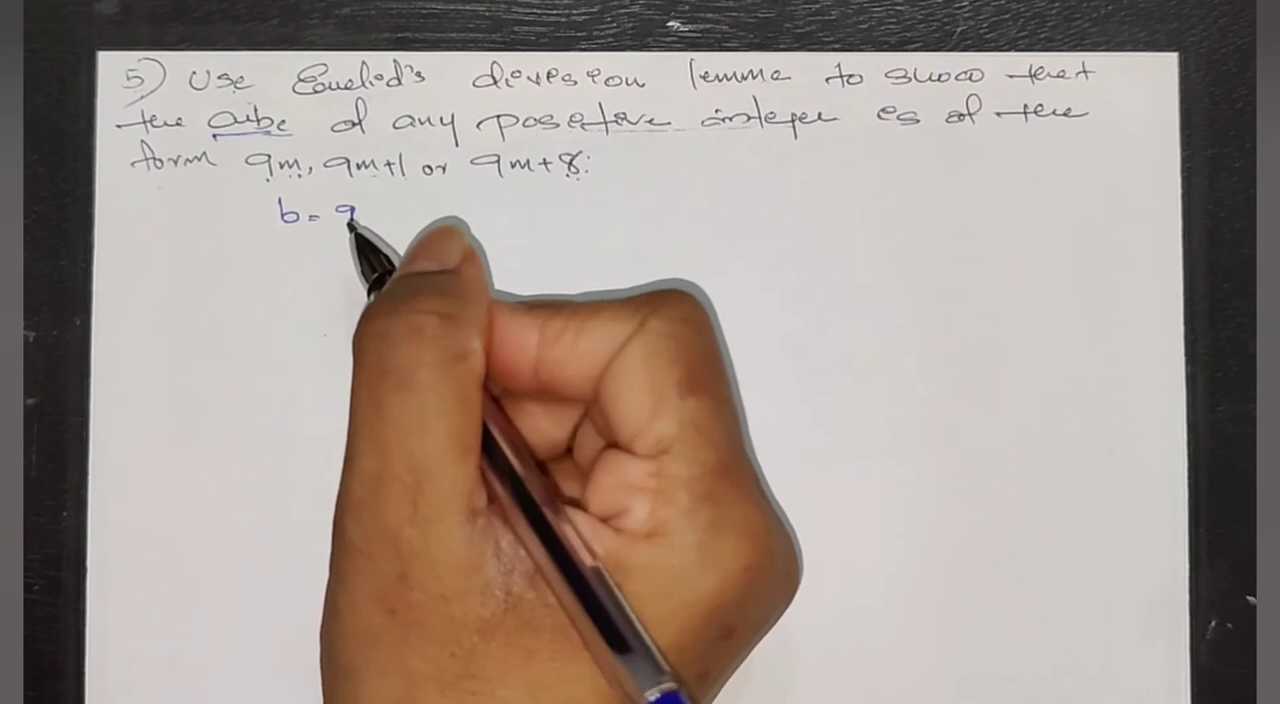 5) Use Euclid's division lemma to show that
the cube of any positive integer is of the
form 9m, 9m+1 or 9m+8.
b = 9